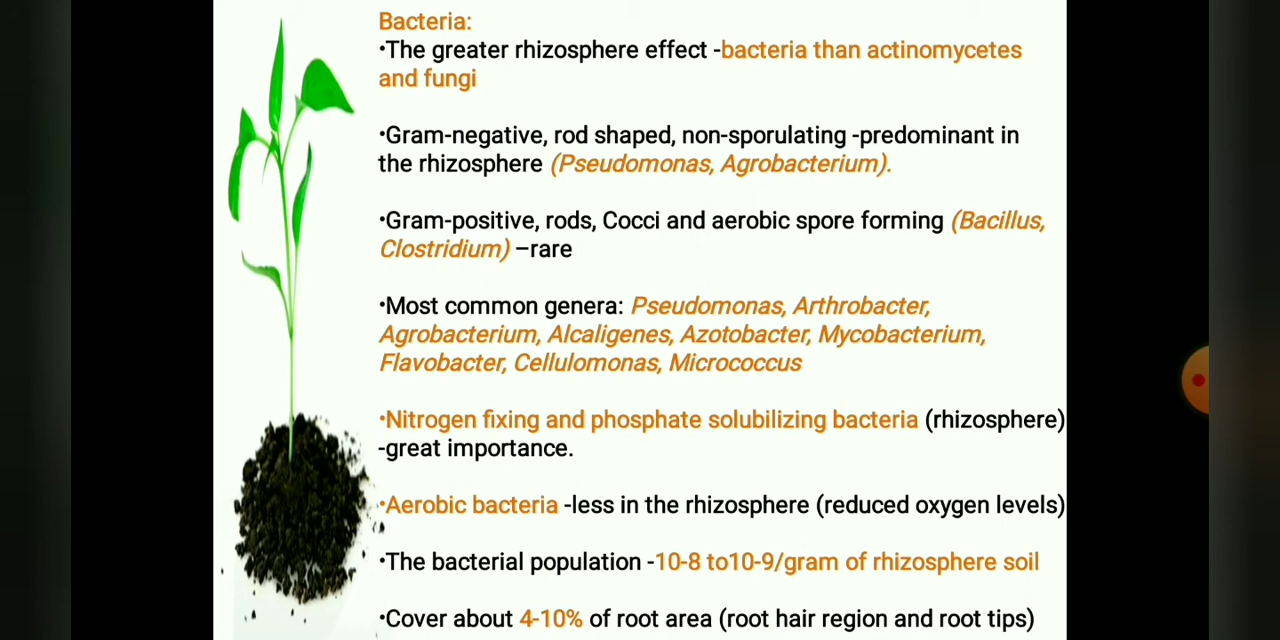 Bacteria:
•The greater rhizosphere effect -bacteria than actinomycetes
and fungi
•Gram-negative, rod shaped, non-sporulating -predominant in
the rhizosphere (Pseudomonas, Agrobacterium).
•Gram-positive, rods, Cocci and aerobic spore forming (Bacillus,
Clostridium) –rare
•Most common genera: Pseudomonas, Arthrobacter,
Agrobacterium, Alcaligenes, Azotobacter, Mycobacterium,
Flavobacter, Cellulomonas, Micrococcus
•Nitrogen fixing and phosphate solubilizing bacteria (rhizosphere)
-great importance.
•Aerobic bacteria -less in the rhizosphere (reduced oxygen levels)
•The bacterial population -10-8 to10-9/gram of rhizosphere soil
•Cover about 4-10% of root area (root hair region and root tips)